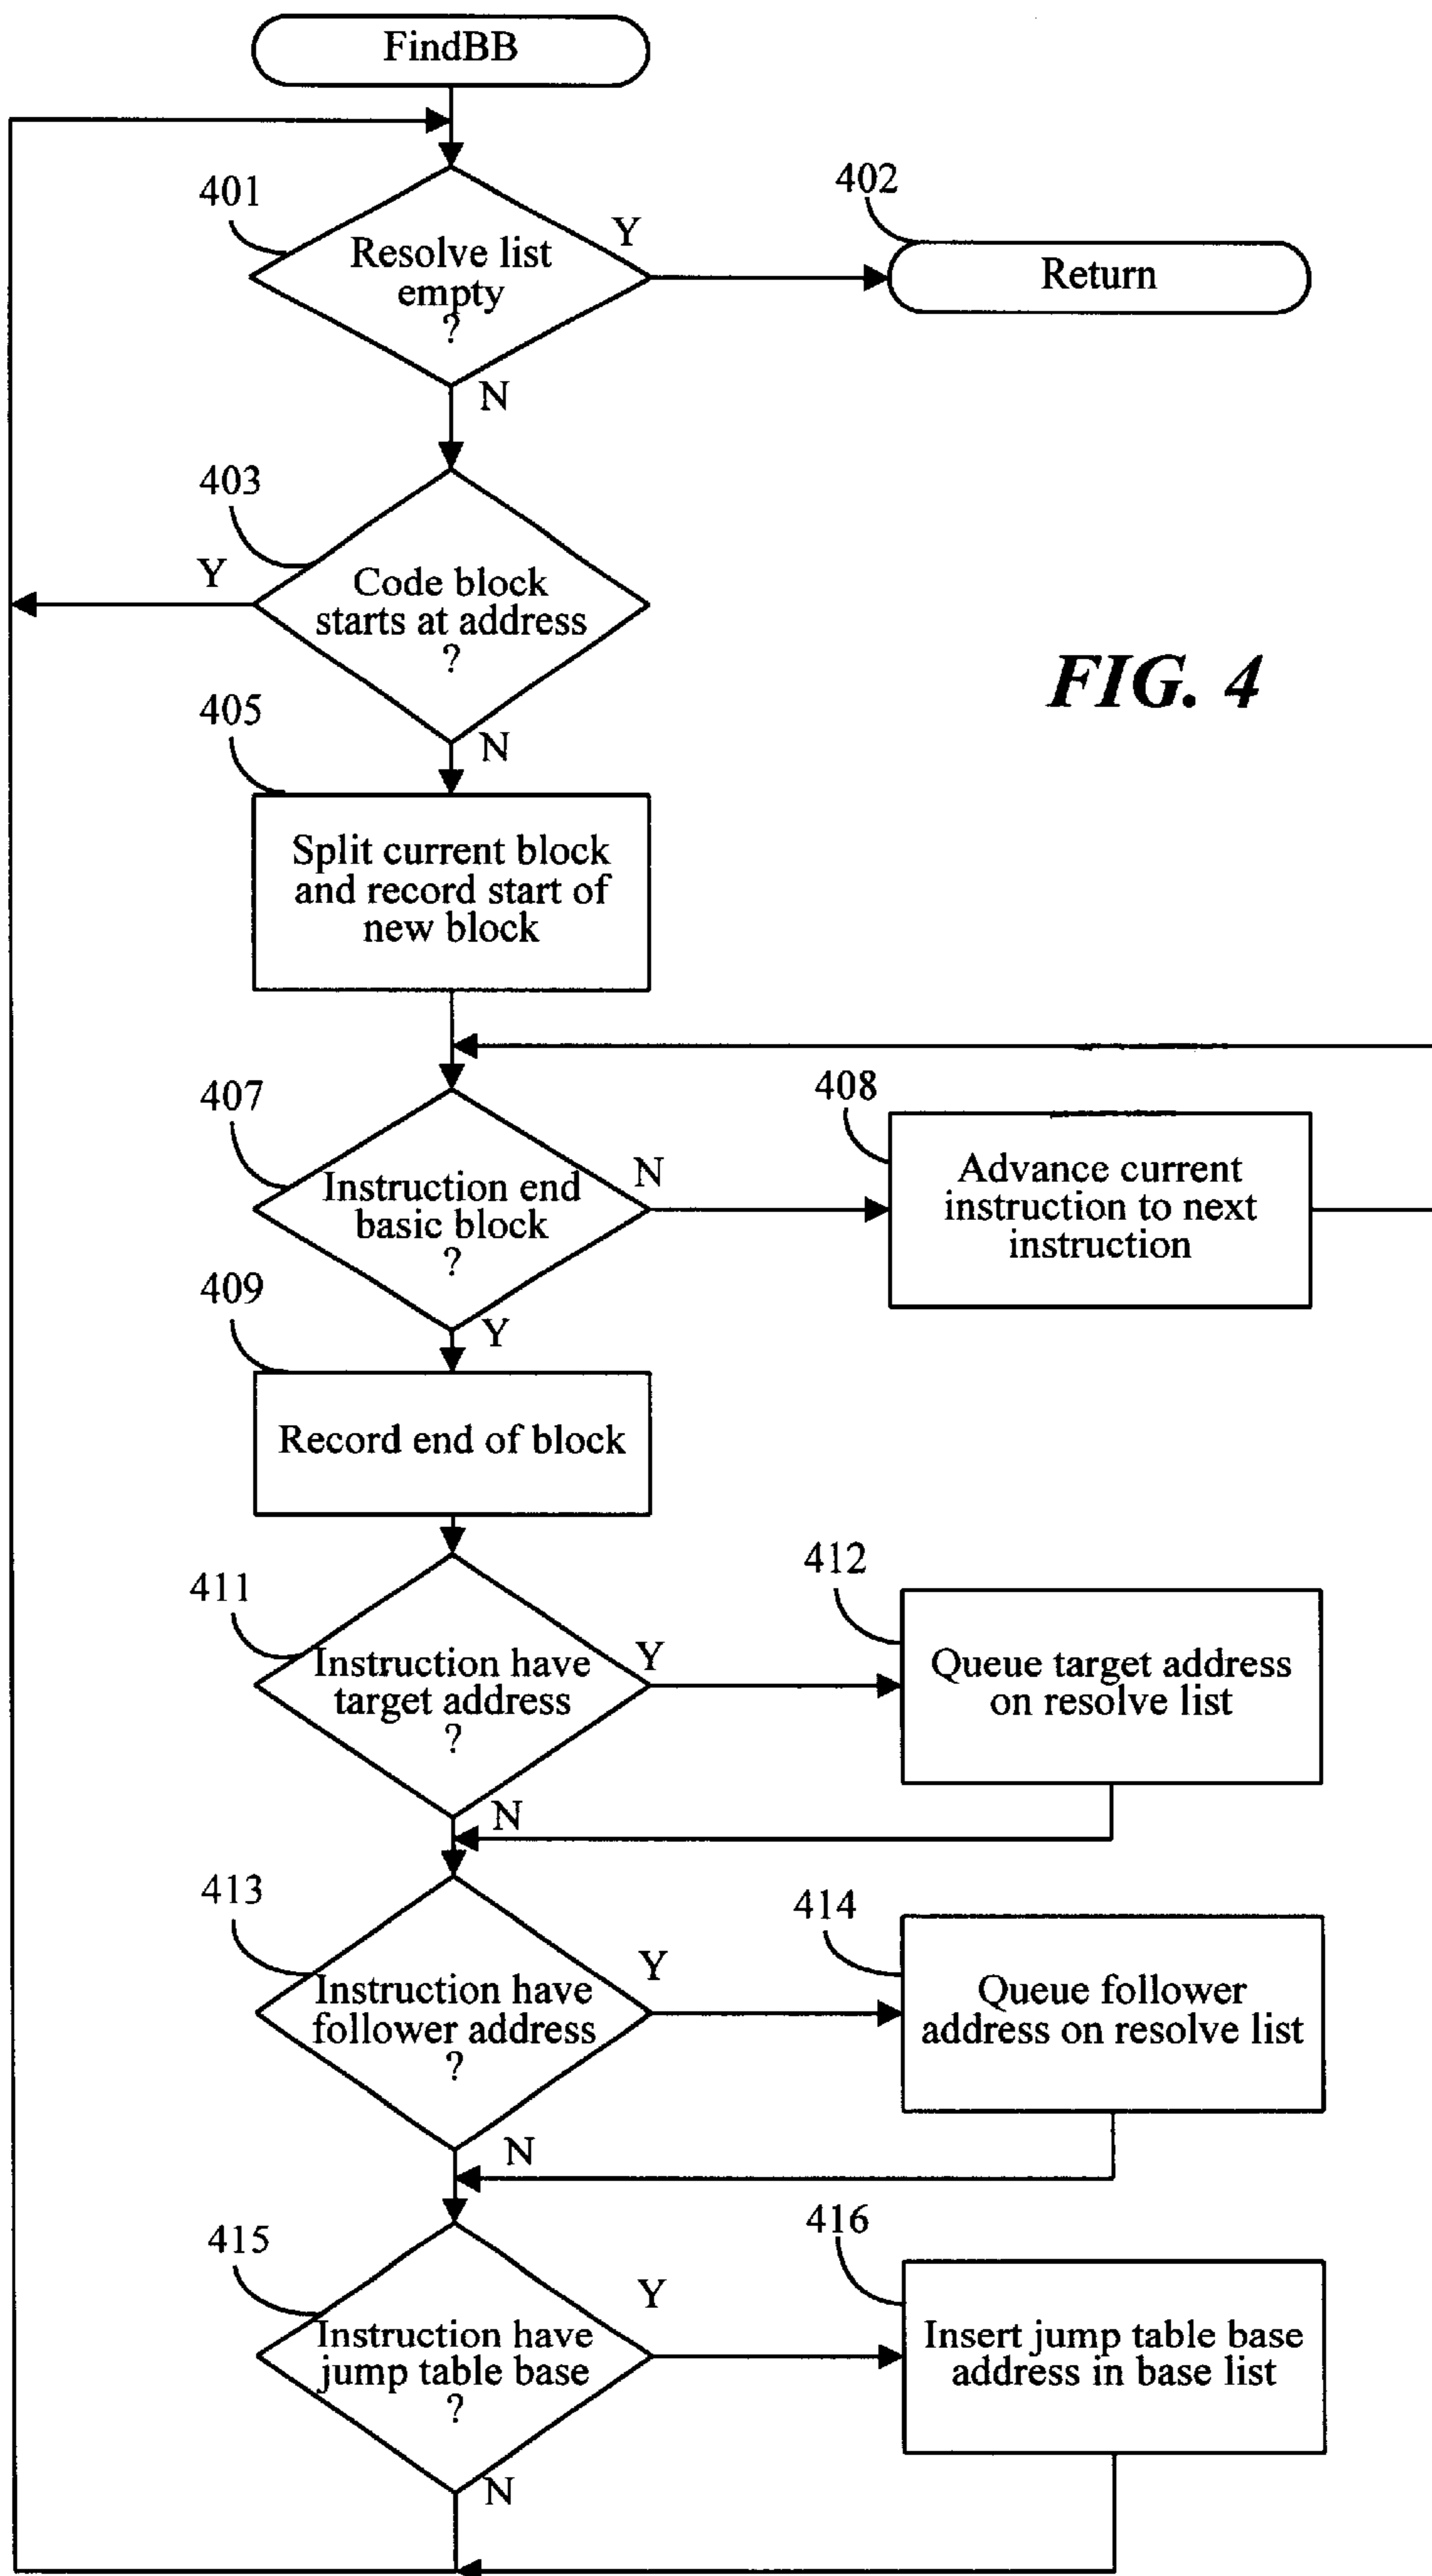 FindBB
401
402
Y
Resolve list
empty
?
Return
N
403
Y
Code block
starts at address
?
FIG. 4
405
N
Split current block
and record start of
new block
407
408
N
Instruction end
basic block
?
Advance current
instruction to next
instruction
409
Y
Record end of block
411
412
Y
Instruction have
target address
?
Queue target address
on resolve list
N
413
414
Y
Instruction have
follower address
?
Queue follower
address on resolve list
N
415
416
Y
Instruction have
jump table base
?
Insert jump table base
address in base list
N